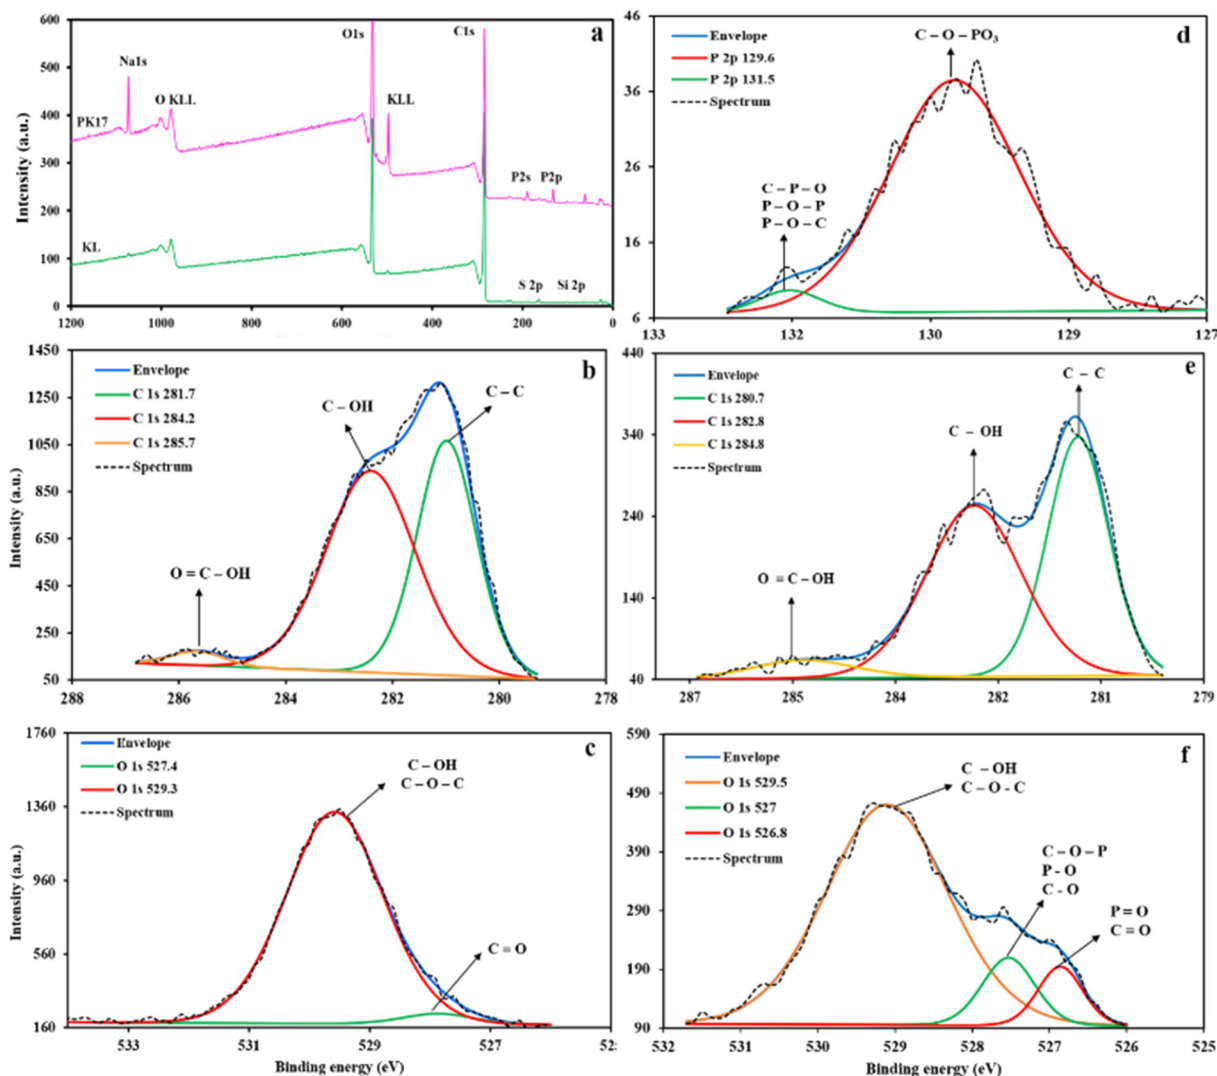 a
Intensity (a.u.)
600
500
400
300
200
100
0
O1s
C1s
Na1s
O KLL
KLL
PK17
P2s P2p
KL
S 2p Si 2p
1200 1000 800 600 400 200 0
d
46
36
26
16
6
Envelope
P 2p 129.6
P 2p 131.5
Spectrum
C – O – PO3
C – P – O
P – O – P
P – O – C
133 132 130 129 127
b
Intensity (a.u.)
1450
1250
1050
850
650
450
250
50
Envelope
C 1s 281.7
C 1s 284.2
C 1s 285.7
Spectrum
C – OH
C – C
O = C – OH
288 286 284 282 280 278
e
440
340
240
140
40
Envelope
C 1s 280.7
C 1s 282.8
C 1s 284.8
Spectrum
C – C
C – OH
O = C – OH
287 285 284 282 281 279
c
Intensity (a.u.)
1760
1360
960
560
160
Envelope
O 1s 527.4
O 1s 529.3
Spectrum
C – OH
C – O – C
C = O
533 531 529 527 52
Binding energy (eV)
f
590
490
390
290
190
90
Envelope
O 1s 529.5
O 1s 527
O 1s 526.8
Spectrum
C – OH
C – O - C
C – O – P
P - O
C - O
P = O
C = O
532 531 530 529 528 527 526 525
Binding energy (eV)